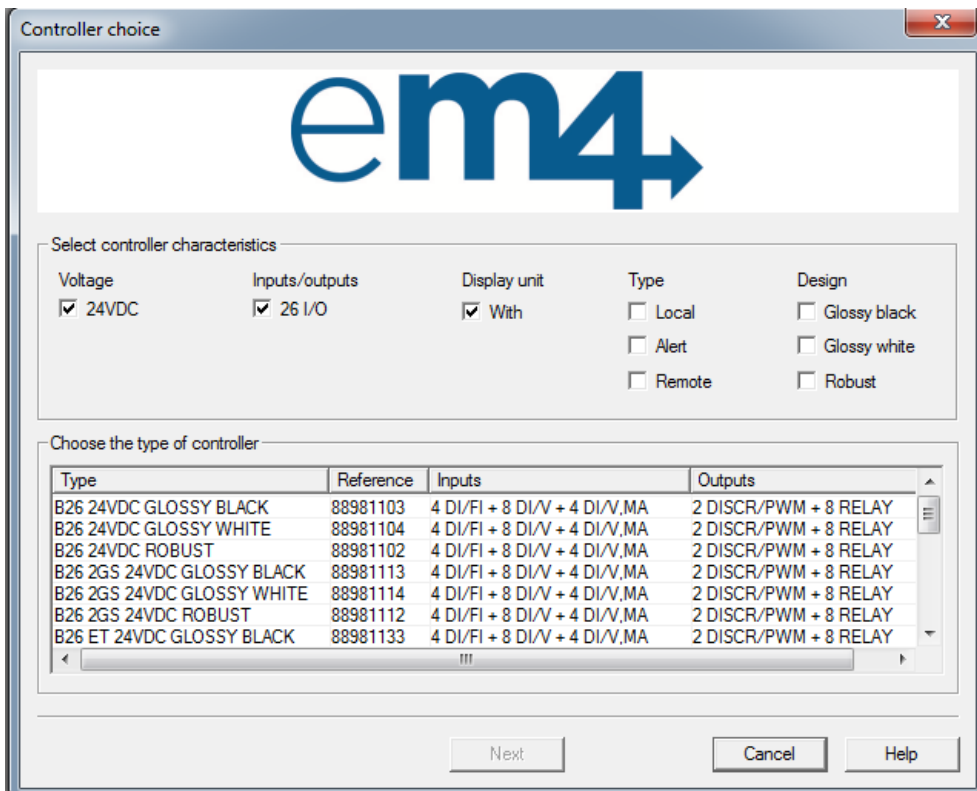 Controller choice
em4
Select controller characteristics
Voltage Inputs/outputs Display unit Type Design
24VDC 26 I/O With Local Glossy black
Alert Glossy white
Remote Robust
Choose the type of controller
Type Reference Inputs Outputs
B26 24VDC GLOSSY BLACK 88981103 4 DI/FI + 8 DI/V + 4 DI/V,MA 2 DISCR/PWM + 8 RELAY
B26 24VDC GLOSSY WHITE 88981104 4 DI/FI + 8 DI/V + 4 DI/V,MA 2 DISCR/PWM + 8 RELAY
B26 24VDC ROBUST 88981102 4 DI/FI + 8 DI/V + 4 DI/V,MA 2 DISCR/PWM + 8 RELAY
B26 2GS 24VDC GLOSSY BLACK 88981113 4 DI/FI + 8 DI/V + 4 DI/V,MA 2 DISCR/PWM + 8 RELAY
B26 2GS 24VDC GLOSSY WHITE 88981114 4 DI/FI + 8 DI/V + 4 DI/V,MA 2 DISCR/PWM + 8 RELAY
B26 2GS 24VDC ROBUST 88981112 4 DI/FI + 8 DI/V + 4 DI/V,MA 2 DISCR/PWM + 8 RELAY
B26 ET 24VDC GLOSSY BLACK 88981133 4 DI/FI + 8 DI/V + 4 DI/V,MA 2 DISCR/PWM + 8 RELAY
Next Cancel Help